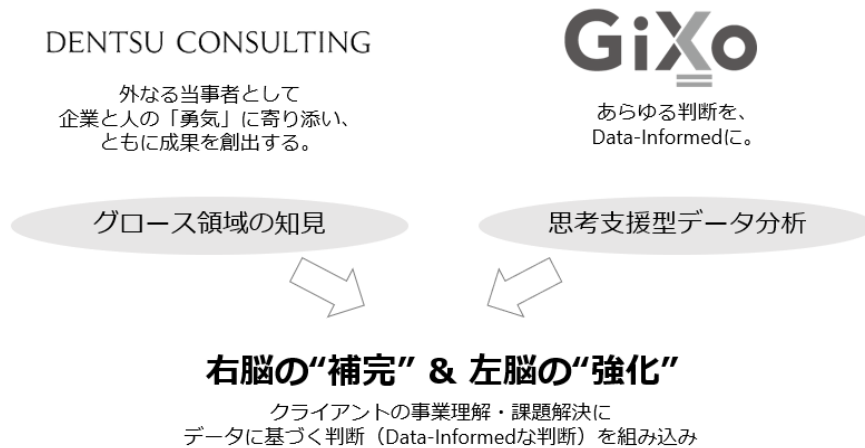 DENTSU CONSULTING
外なる当事者として
企業と人の「勇気」に寄り添い、
ともに成果を創出する。
GiXo
あらゆる判断を、
Data-Informedに。
グロース領域の知見
思考支援型データ分析
右脳の“補完” & 左脳の“強化”
クライアントの事業理解・課題解決に
データに基づく判断（Data-Informedな判断）を組み込み